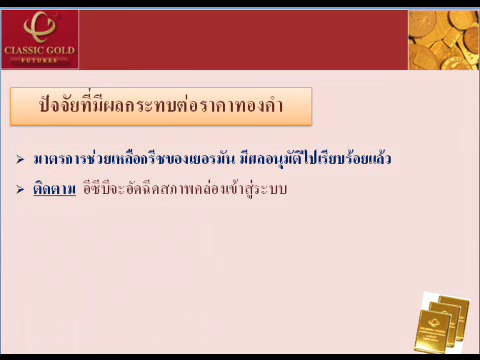 CLASSIC GOLD
FUTURES
ปัจจัยที่มีผลกระทบต่อราคาทองคำ
มาตรการช่วยเหลือกรีซของเยอรมัน มีผลอนุมัติไปเรียบร้อยแล้ว
ติดตาม อีซีบีจะอัดฉีดสภาพคล่องเข้าสู่ระบบ